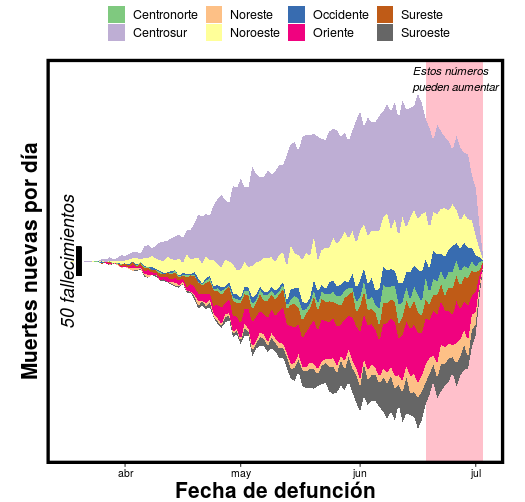 Centronorte Noreste Occidente Sureste
Centrosur Noroeste Oriente Suroeste
Estos números
pueden aumentar
Muertes nuevas por día
50 fallecimientos
abr may jun jul
Fecha de defunción